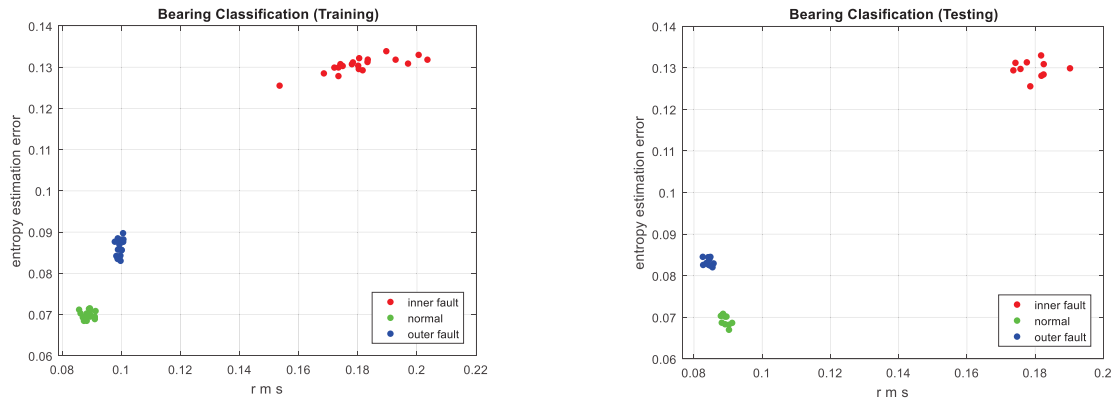 Bearing Classification (Training)
0.14
0.13
0.12
0.11
0.1
0.09
0.08
0.07
0.06
entropy estimation error
0.08 0.1 0.12 0.14 0.16 0.18 0.2 0.22
r m s
inner fault
normal
outer fault
Bearing Clasification (Testing)
0.14
0.13
0.12
0.11
0.1
0.09
0.08
0.07
0.06
entropy estimation error
0.08 0.1 0.12 0.14 0.16 0.18 0.2
r m s
inner fault
normal
outer fault